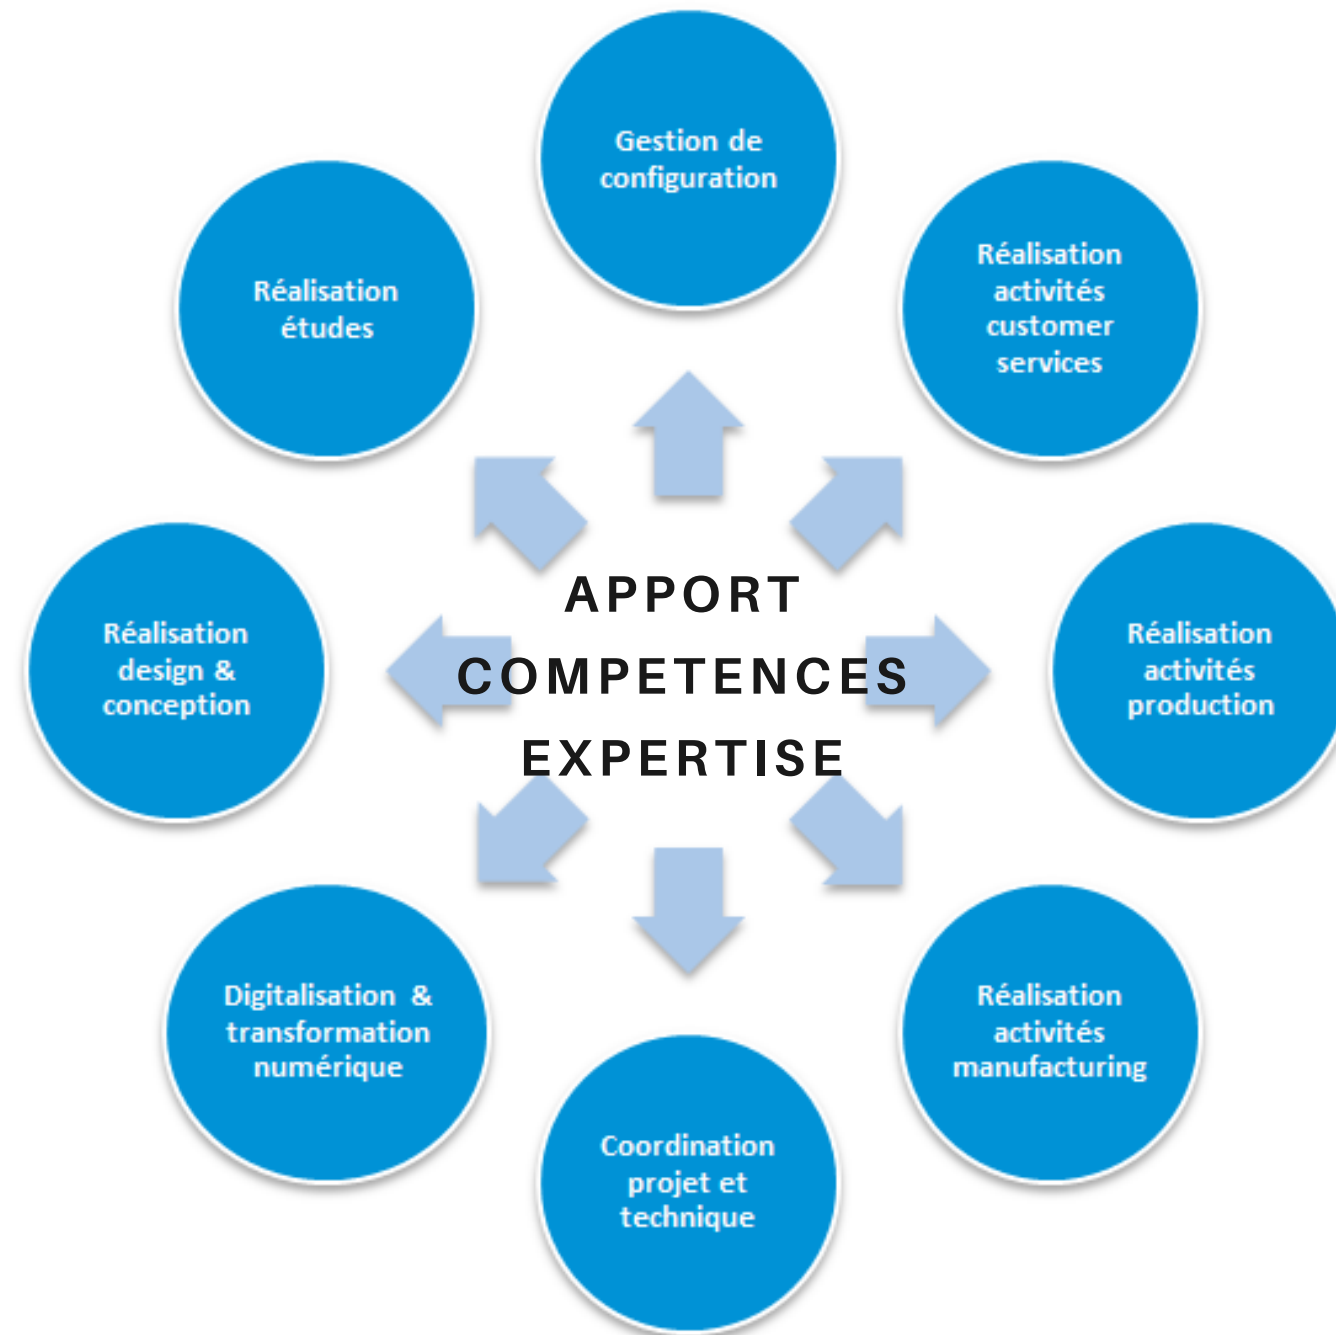 Gestion de
configuration
Réalisation
activités
customer
services
Réalisation
études
APPORT
COMPETENCES
EXPERTISE
Réalisation
design &
conception
Réalisation
activités
production
Digitalisation &
transformation
numérique
Réalisation
activités
manufacturing
Coordination
projet et
technique